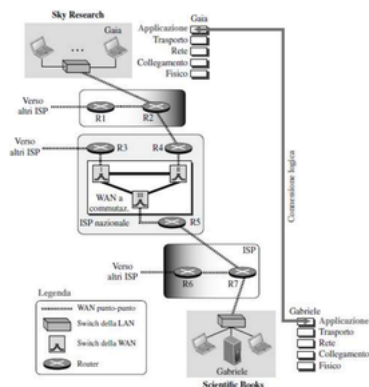 Sky Research
Gaia
Gaia
Applicazione
Trasporto
Rete
Collegamento
Fisico
Verso
altri ISP
R1
R2
Verso
altri ISP
R3
R4
I
II
III
WAN a
commutaz.
R5
ISP nazionale
Connessione logica
ISP
Verso
altri ISP
R6
R7
Legenda
WAN punto-punto
Switch della LAN
Switch della WAN
Router
Gabriele
Scientific Books
Gabriele
Applicazione
Trasporto
Rete
Collegamento
Fisico